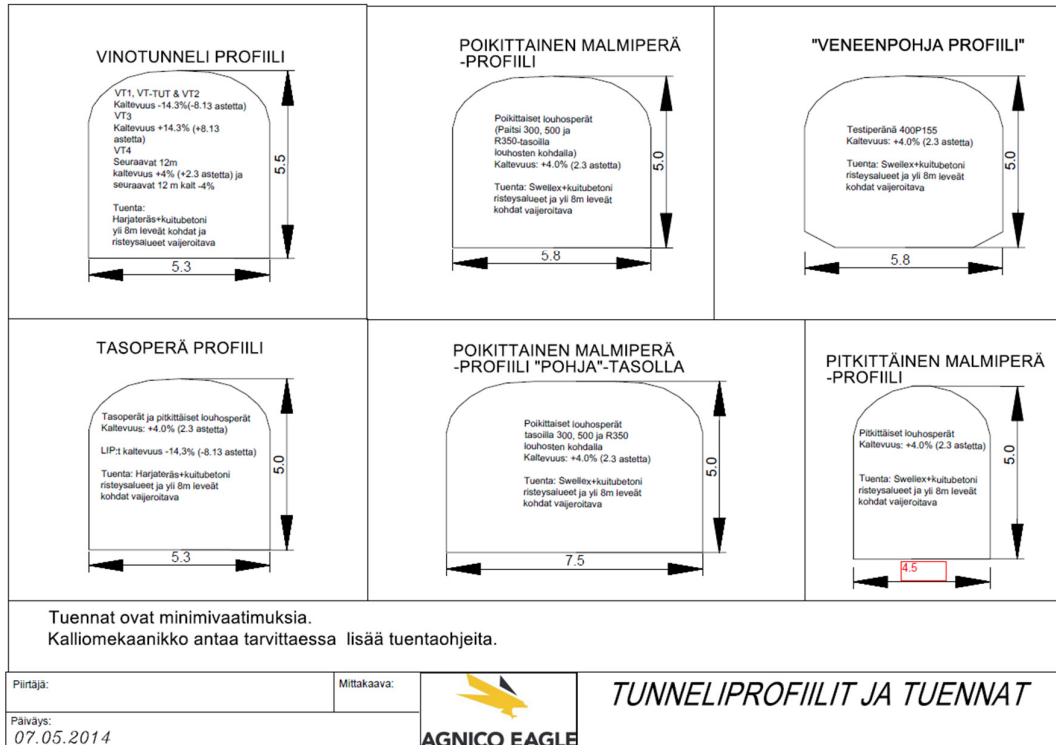 VINOTUNNELI PROFIILI
VT1, VT-TUT & VT2
Kaltevuus -14.3%(-8.13 astetta)
VT3
Kaltevuus +14.3% (+8.13
astetta)
VT4
Seuraavat 12m
kaltevuus +4% (+2.3 astetta) ja
seuraavat 12 m kalt -4%
Tuenta:
Harjateräs+kuitubetoni
yli 8m leveät kohdat ja
risteysalueet vaijeroitava
5.5
5.3
POIKITTAINEN MALMIPERÄ
-PROFIILI
Poikittaiset louhosperät
(Paitsi 300, 500 ja
R350-tasoilla
louhosten kohdalla)
Kaltevuus: +4.0% (2.3 astetta)
Tuenta: Swellex+kuitubetoni
risteysalueet ja yli 8m leveät
kohdat vaijeroitava
5.0
5.8
"VENEENPOHJA PROFIILI"
Testiperänä 400P155
Kaltevuus: +4.0% (2.3 astetta)
Tuenta: Swellex+kuitubetoni
risteysalueet ja yli 8m leveät
kohdat vaijeroitava
5.0
5.8
TASOPERÄ PROFIILI
Tasoperät ja pitkittäiset louhosperät
Kaltevuus: +4.0% (2.3 astetta)
LIP:t kaltevuus -14,3% (-8.13 astetta)
Tuenta: Harjateräs+kuitubetoni
risteysalueet ja yli 8m leveät
kohdat vaijeroitava
5.0
5.3
POIKITTAINEN MALMIPERÄ
-PROFIILI "POHJA"-TASOLLA
Poikittaiset louhosperät
tasoilla 300, 500 ja R350
louhosten kohdalla
Kaltevuus: +4.0% (2.3 astetta)
Tuenta: Swellex+kuitubetoni
risteysalueet ja yli 8m leveät
kohdat vaijeroitava
5.0
7.5
PITKITTÄINEN MALMIPERÄ
-PROFIILI
Pitkittäiset louhosperät
Kaltevuus: +4.0% (2.3 astetta)
Tuenta: Swellex+kuitubetoni
risteysalueet ja yli 8m leveät
kohdat vaijeroitava
5.0
4.5
Tuennat ovat minimivaatimuksia.
Kalliomekaanikko antaa tarvittaessa lisää tuentaohjeita.
Piirtäjä:
Mittakaava:
Päiväys:
07.05.2014
AGNICO EAGLE
TUNNELIPROFIILIT JA TUENNAT